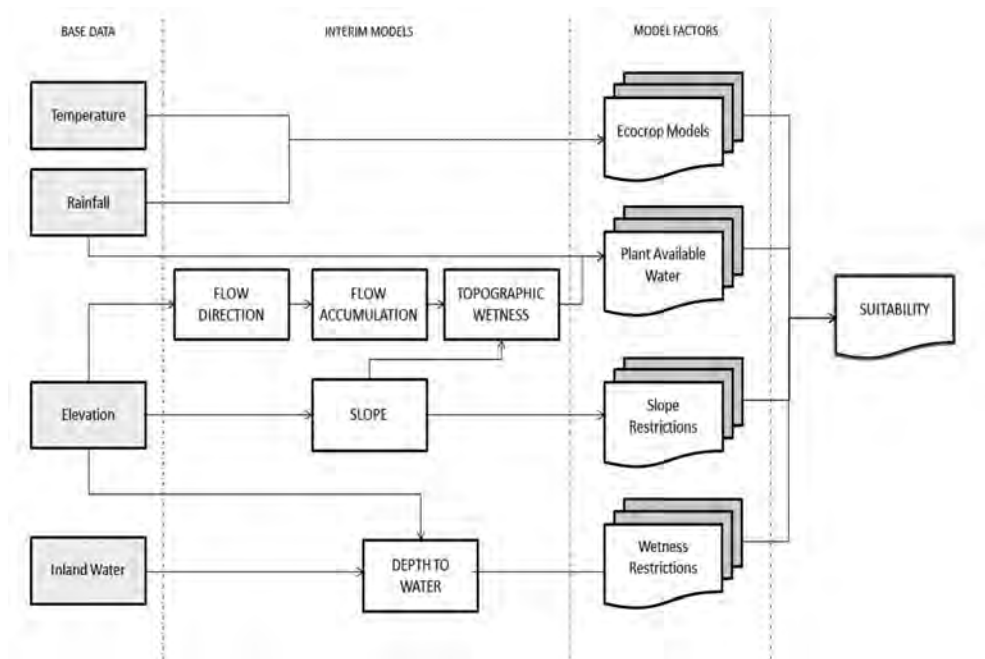 BASE DATA
INTERIM MODELS
MODEL FACTORS
Temperature
Ecocrop Models
Rainfall
Plant Available
Water
FLOW
DIRECTION
FLOW
ACCUMULATION
TOPOGRAPHIC
WETNESS
SUITABILITY
Elevation
SLOPE
Slope
Restrictions
Inland Water
DEPTH TO
WATER
Wetness
Restrictions